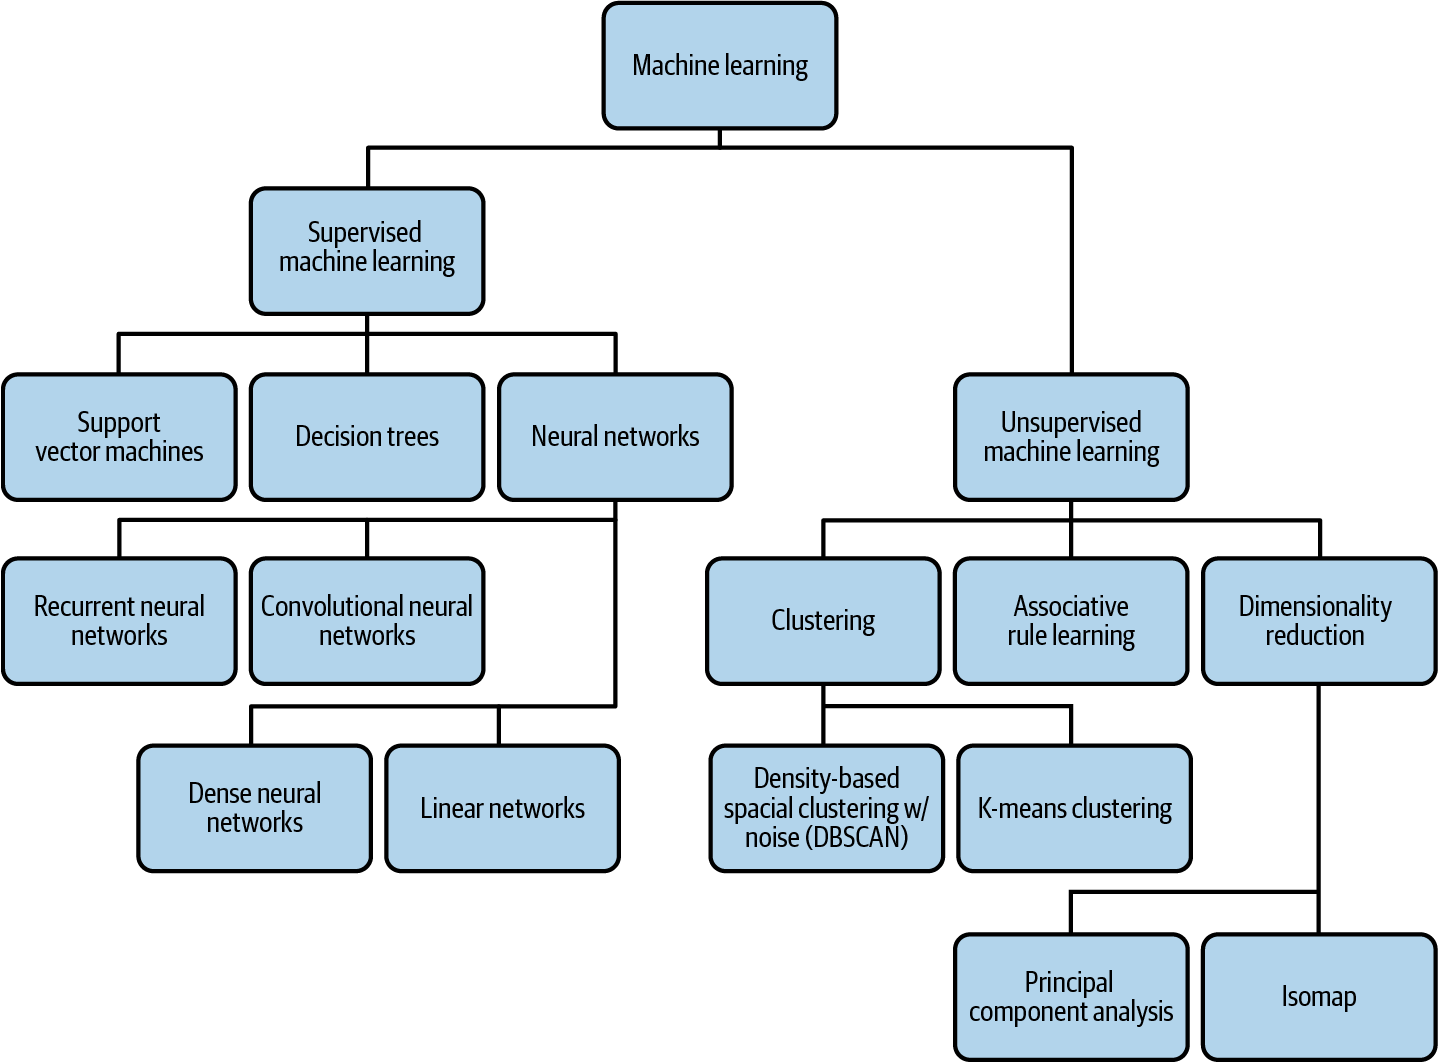 Machine learning
Supervised
machine learning
Support
vector machines
Decision trees
Neural networks
Unsupervised
machine learning
Recurrent neural
networks
Convolutional neural
networks
Clustering
Associative
rule learning
Dimensionality
reduction
Dense neural
networks
Linear networks
Density-based
spacial clustering w/
noise (DBSCAN)
K-means clustering
Principal
component analysis
Isomap